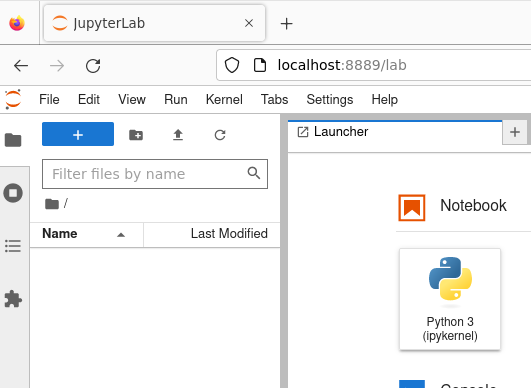 JupyterLab
localhost:8889/lab
File Edit View Run Kernel Tabs Settings Help
Launcher
Filter files by name
/
Name Last Modified
Notebook
Python 3
(ipykernel)
Console